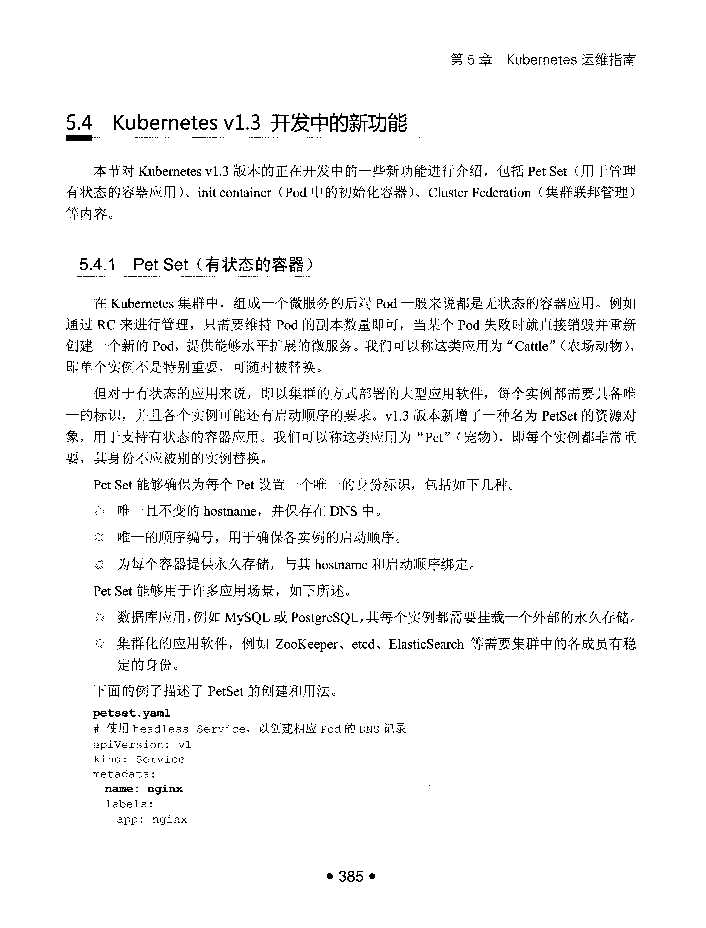 第 5 章 Kubernetes 运维指南
5.4 Kubernetes v1.3 开发中的新功能
本节对 Kubernetes v1.3 版本的正在开发中的一些新功能进行介绍，包括 Pet Set（用于管理
有状态的容器应用）、init container（Pod 中的初始化容器）、Cluster Federation（集群联邦管理）
等内容。
5.4.1 Pet Set（有状态的容器）
在 Kubernetes 集群中，组成一个微服务的后端 Pod 一般来说都是无状态的容器应用。例如
通过 RC 来进行管理，只需要维持 Pod 的副本数量即可，当某个 Pod 失败时就直接销毁并重新
创建一个新的 Pod，提供能够水平扩展的微服务。我们可以称这类应用为“Cattle”（农场动物），
即单个实例不是特别重要，可随时被替换。
但对于有状态的应用来说，即以集群的方式部署的大型应用软件，每个实例都需要具备唯
一的标识，并且各个实例可能还有启动顺序的要求。v1.3 版本新增了一种名为 PetSet 的资源对
象，用于支持有状态的容器应用。我们可以称这类应用为“Pet”（宠物），即每个实例都非常重
要，其身份不应被别的实例替换。
Pet Set 能够确保为每个 Pet 设置一个唯一的身份标识，包括如下几种。
唯一且不变的 hostname，并保存在 DNS 中。
唯一的顺序编号，用于确保各实例的启动顺序。
为每个容器提供永久存储，与其 hostname 和启动顺序绑定。
Pet Set 能够用于许多应用场景，如下所述。
数据库应用，例如 MySQL 或 PostgreSQL，其每个实例都需要挂载一个外部的永久存储。
集群化的应用软件，例如 ZooKeeper、etcd、ElasticSearch 等需要集群中的各成员有稳
定的身份。
下面的例子描述了 PetSet 的创建和用法。
petset.yaml
# 使用 headless Service，以创建相应 Pod 的 DNS 记录
apiVersion: v1
kind: Service
metadata:
name: nginx
labels:
app: nginx
• 385 •